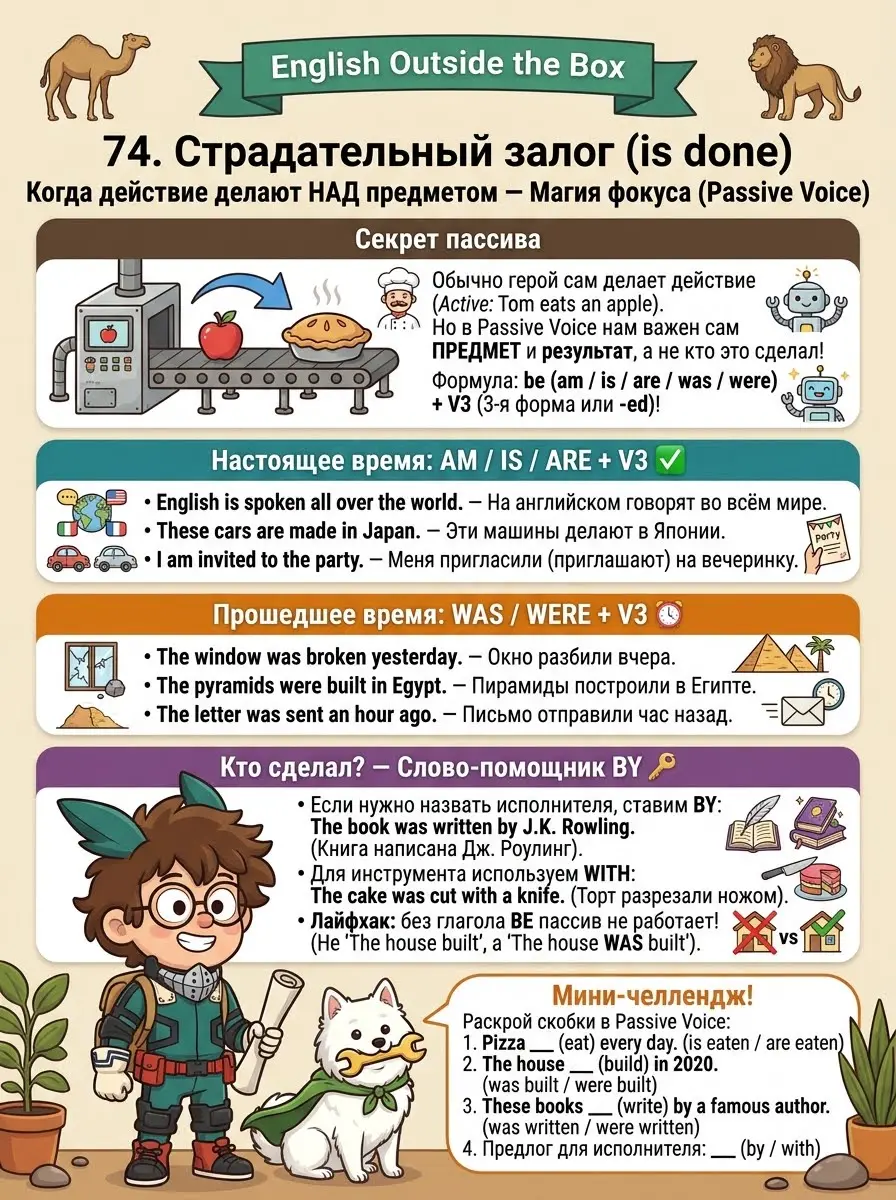 English Outside the Box
74. Страдательный залог (is done)
Когда действие делают НАД предметом — Магия фокуса (Passive Voice)
Секрет пассива
Обычно герой сам делает действие
(Active: Tom eats an apple).
Но в Passive Voice нам важен сам
ПРЕДМЕТ и результат, а не кто это сделал!
Формула: be (am / is / are / was / were)
+ V3 (3-я форма или -ed)!
Настоящее время: AM / IS / ARE + V3 ✅
• English is spoken all over the world. — На английском говорят во всём мире.
• These cars are made in Japan. — Эти машины делают в Японии.
• I am invited to the party. — Меня пригласили (приглашают) на вечеринку.
Party
Прошедшее время: WAS / WERE + V3 ⏰
• The window was broken yesterday. — Окно разбили вчера.
• The pyramids were built in Egypt. — Пирамиды построили в Египте.
• The letter was sent an hour ago. — Письмо отправили час назад.
Кто сделал? — Слово-помощник BY 🔑
• Если нужно назвать исполнителя, ставим BY:
The book was written by J.K. Rowling.
(Книга написана Дж. Роулинг).
• Для инструмента используем WITH:
The cake was cut with a knife. (Торт разрезали ножом).
• Лайфхак: без глагола BE пассив не работает!
(Не 'The house built', а 'The house WAS built').
vs
Мини-челлендж!
Раскрой скобки в Passive Voice:
1. Pizza ___ (eat) every day. (is eaten / are eaten)
2. The house ___ (build) in 2020.
(was built / were built)
3. These books ___ (write) by a famous author.
(was written / were written)
4. Предлог для исполнителя: ___ (by / with)